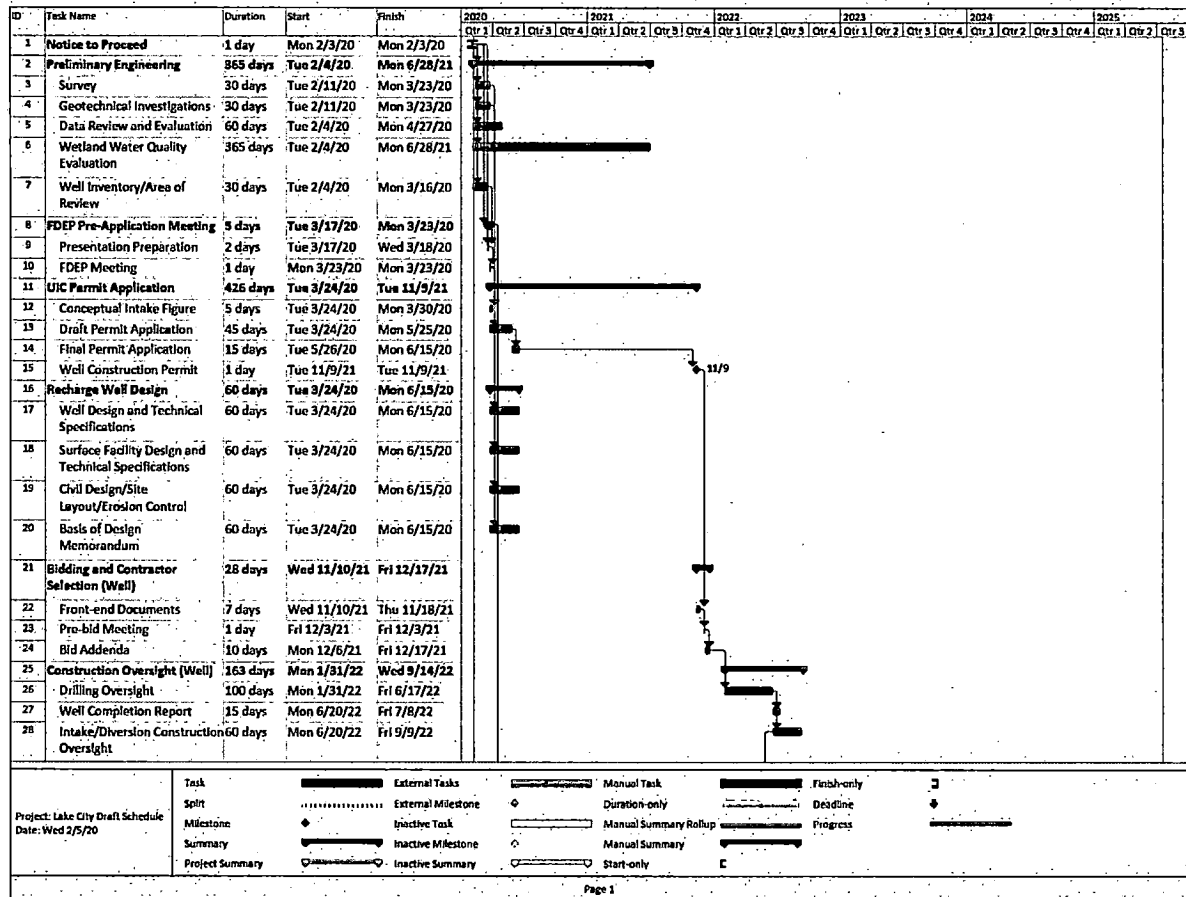 ID Task Name Duration Start Finish 2020 2021 2022 2023 2024 2025
Qtr 1 Qtr 2 Qtr 3 Qtr 4 Qtr 1 Qtr 2 Qtr 3 Qtr 4 Qtr 1 Qtr 2 Qtr 3 Qtr 4 Qtr 1 Qtr 2 Qtr 3 Qtr 4 Qtr 1 Qtr 2 Qtr 3 Qtr 4 Qtr 1 Qtr 2 Qtr 3
1 Notice to Proceed 1 day Mon 2/3/20 Mon 2/3/20
2 Preliminary Engineering 365 days Tue 2/4/20 Mon 6/28/21
3 Survey 30 days Tue 2/11/20 Mon 3/23/20
4 Geotechnical Investigations 30 days Tue 2/11/20 Mon 3/23/20
5 Data Review and Evaluation 60 days Tue 2/4/20 Mon 4/27/20
6 Wetland Water Quality 365 days Tue 2/4/20 Mon 6/28/21
Evaluation
7 Well Inventory/Area of 30 days Tue 2/4/20 Mon 3/16/20
Review
8 FDEP Pre-Application Meeting 5 days Tue 3/17/20 Mon 3/23/20
9 Presentation Preparation 2 days Tue 3/17/20 Wed 3/18/20
10 FDEP Meeting 1 day Mon 3/23/20 Mon 3/23/20
11 UIC Permit Application 426 days Tue 3/24/20 Tue 11/9/21
12 Conceptual Intake Figure 5 days Tue 3/24/20 Mon 3/30/20
13 Draft Permit Application 45 days Tue 3/24/20 Mon 5/25/20
14 Final Permit Application 15 days Tue 5/26/20 Mon 6/15/20
15 Well Construction Permit 1 day Tue 11/9/21 Tue 11/9/21 11/9
16 Recharge Well Design 60 days Tue 3/24/20 Mon 6/15/20
17 Well Design and Technical 60 days Tue 3/24/20 Mon 6/15/20
Specifications
18 Surface Facility Design and 60 days Tue 3/24/20 Mon 6/15/20
Technical Specifications
19 Civil Design/Site 60 days Tue 3/24/20 Mon 6/15/20
Layout/Erosion Control
20 Basis of Design 60 days Tue 3/24/20 Mon 6/15/20
Memorandum
21 Bidding and Contractor 28 days Wed 11/10/21 Fri 12/17/21
Selection (Well)
22 Front-end Documents 7 days Wed 11/10/21 Thu 11/18/21
23 Pre-bid Meeting 1 day Fri 12/3/21 Fri 12/3/21
24 Bid Addenda 10 days Mon 12/6/21 Fri 12/17/21
25 Construction Oversight (Well) 163 days Mon 1/31/22 Wed 9/14/22
26 Drilling Oversight 100 days Mon 1/31/22 Fri 6/17/22
27 Well Completion Report 15 days Mon 6/20/22 Fri 7/8/22
28 Intake/Diversion Construction 60 days Mon 6/20/22 Fri 9/9/22
Oversight
Project: Lake City Draft Schedule
Date: Wed 2/5/20
Task External Tasks Manual Task Finish-only
Split External Milestone Duration-only Deadline
Milestone Inactive Task Manual Summary Rollup Progress
Summary Inactive Milestone Manual Summary
Project Summary Inactive Summary Start-only
Page 1